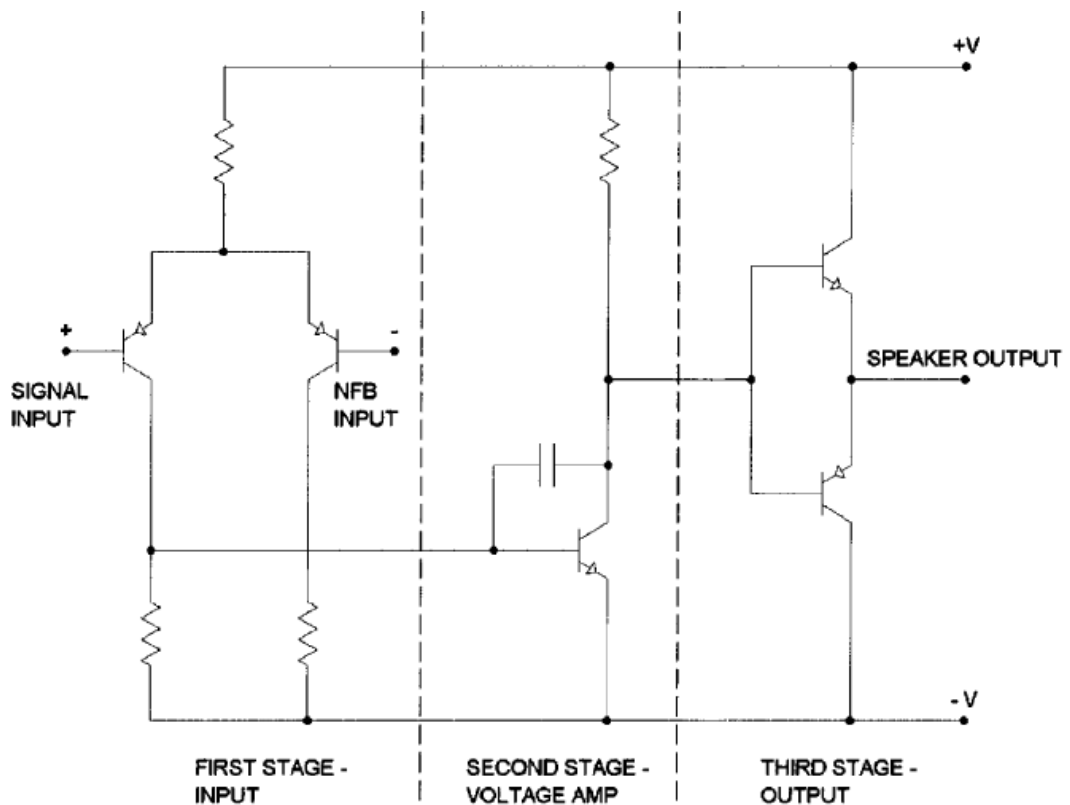 +V
+
-
SIGNAL
INPUT
NFB
INPUT
SPEAKER OUTPUT
- V
FIRST STAGE -
INPUT
SECOND STAGE -
VOLTAGE AMP
THIRD STAGE -
OUTPUT